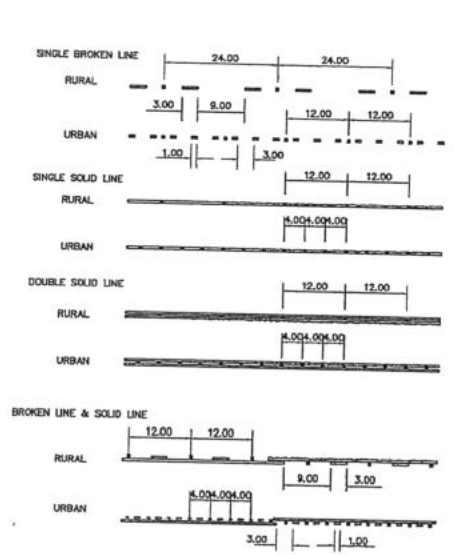 SINGLE BROKEN LINE
24.00 24.00
RURAL
3.00 9.00 12.00 12.00
URBAN
1.00 3.00
SINGLE SOLID LINE
12.00 12.00
RURAL
4.00 4.00 4.00
URBAN
DOUBLE SOLID LINE
12.00 12.00
RURAL
4.00 4.00 4.00
URBAN
BROKEN LINE & SOLID LINE
12.00 12.00
RURAL
9.00 3.00
4.00 4.00 4.00
URBAN
3.00 1.00